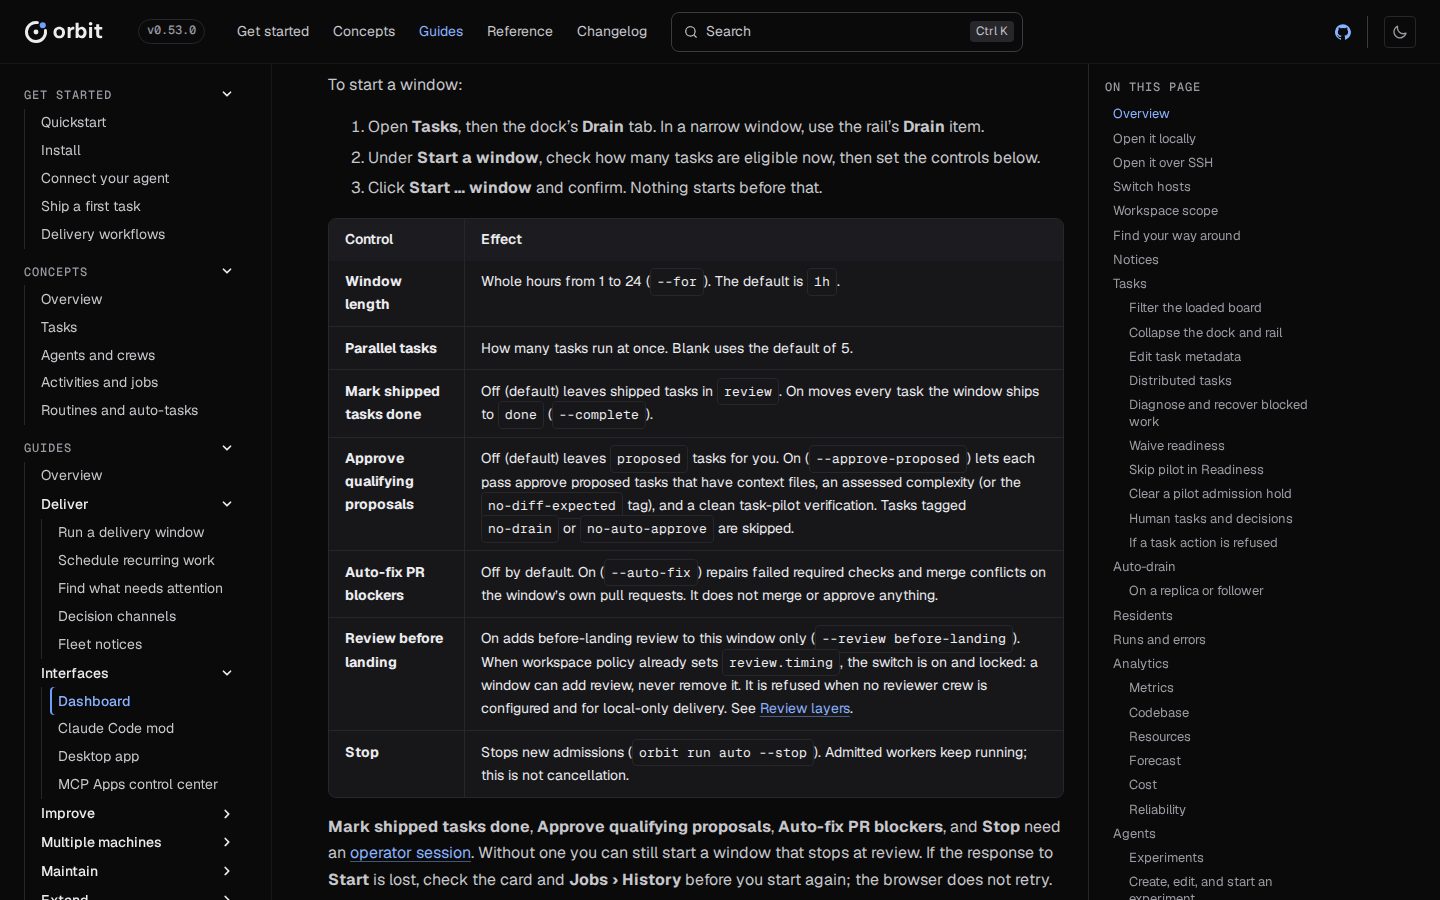 orbit
v0.53.0
Get started
Concepts
Guides
Reference
Changelog
Search
Ctrl K
GET STARTED
Quickstart
Install
Connect your agent
Ship a first task
Delivery workflows
CONCEPTS
Overview
Tasks
Agents and crews
Activities and jobs
Routines and auto-tasks
GUIDES
Overview
Deliver
Run a delivery window
Schedule recurring work
Find what needs attention
Decision channels
Fleet notices
Interfaces
Dashboard
Claude Code mod
Desktop app
MCP Apps control center
Improve
Multiple machines
Maintain
Extend
To start a window:
1. Open Tasks, then the dock’s Drain tab. In a narrow window, use the rail’s Drain item.
2. Under Start a window, check how many tasks are eligible now, then set the controls below.
3. Click Start … window and confirm. Nothing starts before that.
Control Effect
Window Whole hours from 1 to 24 ( --for ). The default is 1h .
length
Parallel tasks How many tasks run at once. Blank uses the default of 5.
Mark shipped Off (default) leaves shipped tasks in review . On moves every task the window ships
tasks done to done ( --complete ).
Approve Off (default) leaves proposed tasks for you. On ( --approve-proposed ) lets each
qualifying pass approve proposed tasks that have context files, an assessed complexity (or the
proposals no-diff-expected tag), and a clean task-pilot verification. Tasks tagged
no-drain or no-auto-approve are skipped.
Auto-fix PR Off by default. On ( --auto-fix ) repairs failed required checks and merge conflicts on
blockers the window’s own pull requests. It does not merge or approve anything.
Review before On adds before-landing review to this window only ( --review before-landing ).
landing When workspace policy already sets review.timing , the switch is on and locked: a
window can add review, never remove it. It is refused when no reviewer crew is
configured and for local-only delivery. See Review layers.
Stop Stops new admissions ( orbit run auto --stop ). Admitted workers keep running;
this is not cancellation.
Mark shipped tasks done, Approve qualifying proposals, Auto-fix PR blockers, and Stop need
an operator session. Without one you can still start a window that stops at review. If the response to
Start is lost, check the card and Jobs › History before you start again; the browser does not retry.
ON THIS PAGE
Overview
Open it locally
Open it over SSH
Switch hosts
Workspace scope
Find your way around
Notices
Tasks
Filter the loaded board
Collapse the dock and rail
Edit task metadata
Distributed tasks
Diagnose and recover blocked
work
Waive readiness
Skip pilot in Readiness
Clear a pilot admission hold
Human tasks and decisions
If a task action is refused
Auto-drain
On a replica or follower
Residents
Runs and errors
Analytics
Metrics
Codebase
Resources
Forecast
Cost
Reliability
Agents
Experiments
Create, edit, and start an
experiment